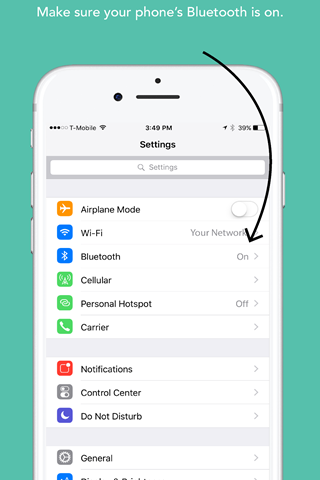 Make sure your phone's Bluetooth is on.
T-Mobile 3:49 PM 39%
Settings
Settings
Airplane Mode
Wi-Fi Your Network
Bluetooth On
Cellular
Personal Hotspot Off
Carrier
Notifications
Control Center
Do Not Disturb
General